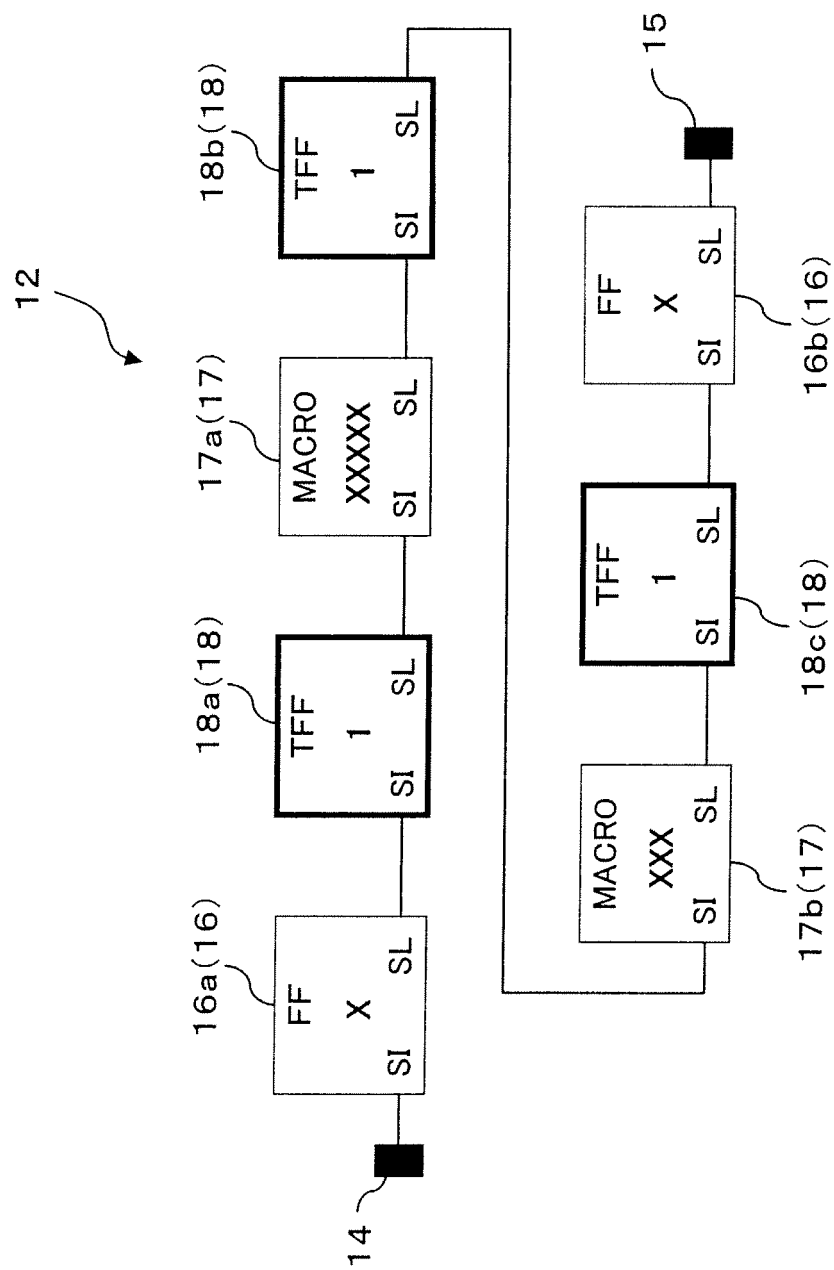 12
16a(16)
18a(18)
17a(17)
18b(18)
FF
X
SI SL
TFF
1
SI SL
MACRO
XXXXX
SI SL
TFF
1
SI SL
14
MACRO
XXX
SI SL
TFF
1
SI SL
FF
X
SI SL
15
17b(17)
18c(18)
16b(16)